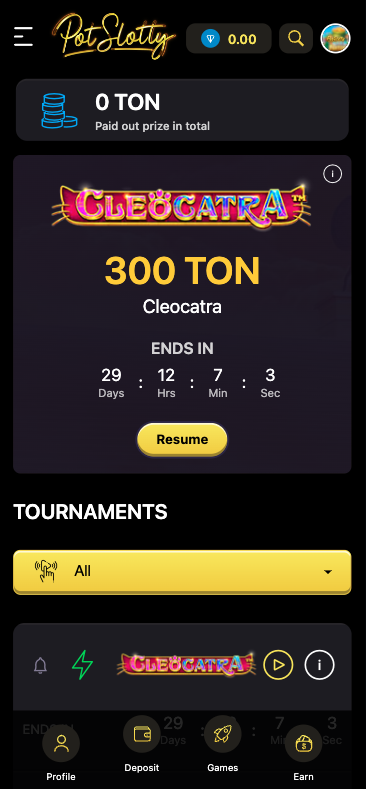 PotSlotty
0.00
0 TON
Paid out prize in total
i
CLEOCATRA™
300 TON
Cleocatra
ENDS IN
29 : 12 : 7 : 3
Days Hrs Min Sec
Resume
TOURNAMENTS
All
CLEOCATRA
i
29 : 7 3
Days Sec
Profile Deposit Games Earn